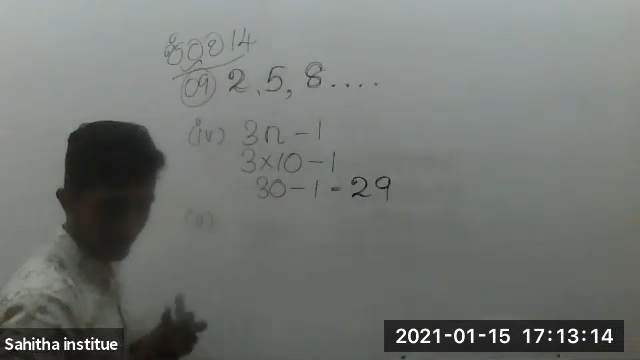 14
09 2, 5, 8....
(iv) 3n - 1
3×10 - 1
30 - 1 = 29
(v)
Sahitha institue
2021-01-15 17:13:14